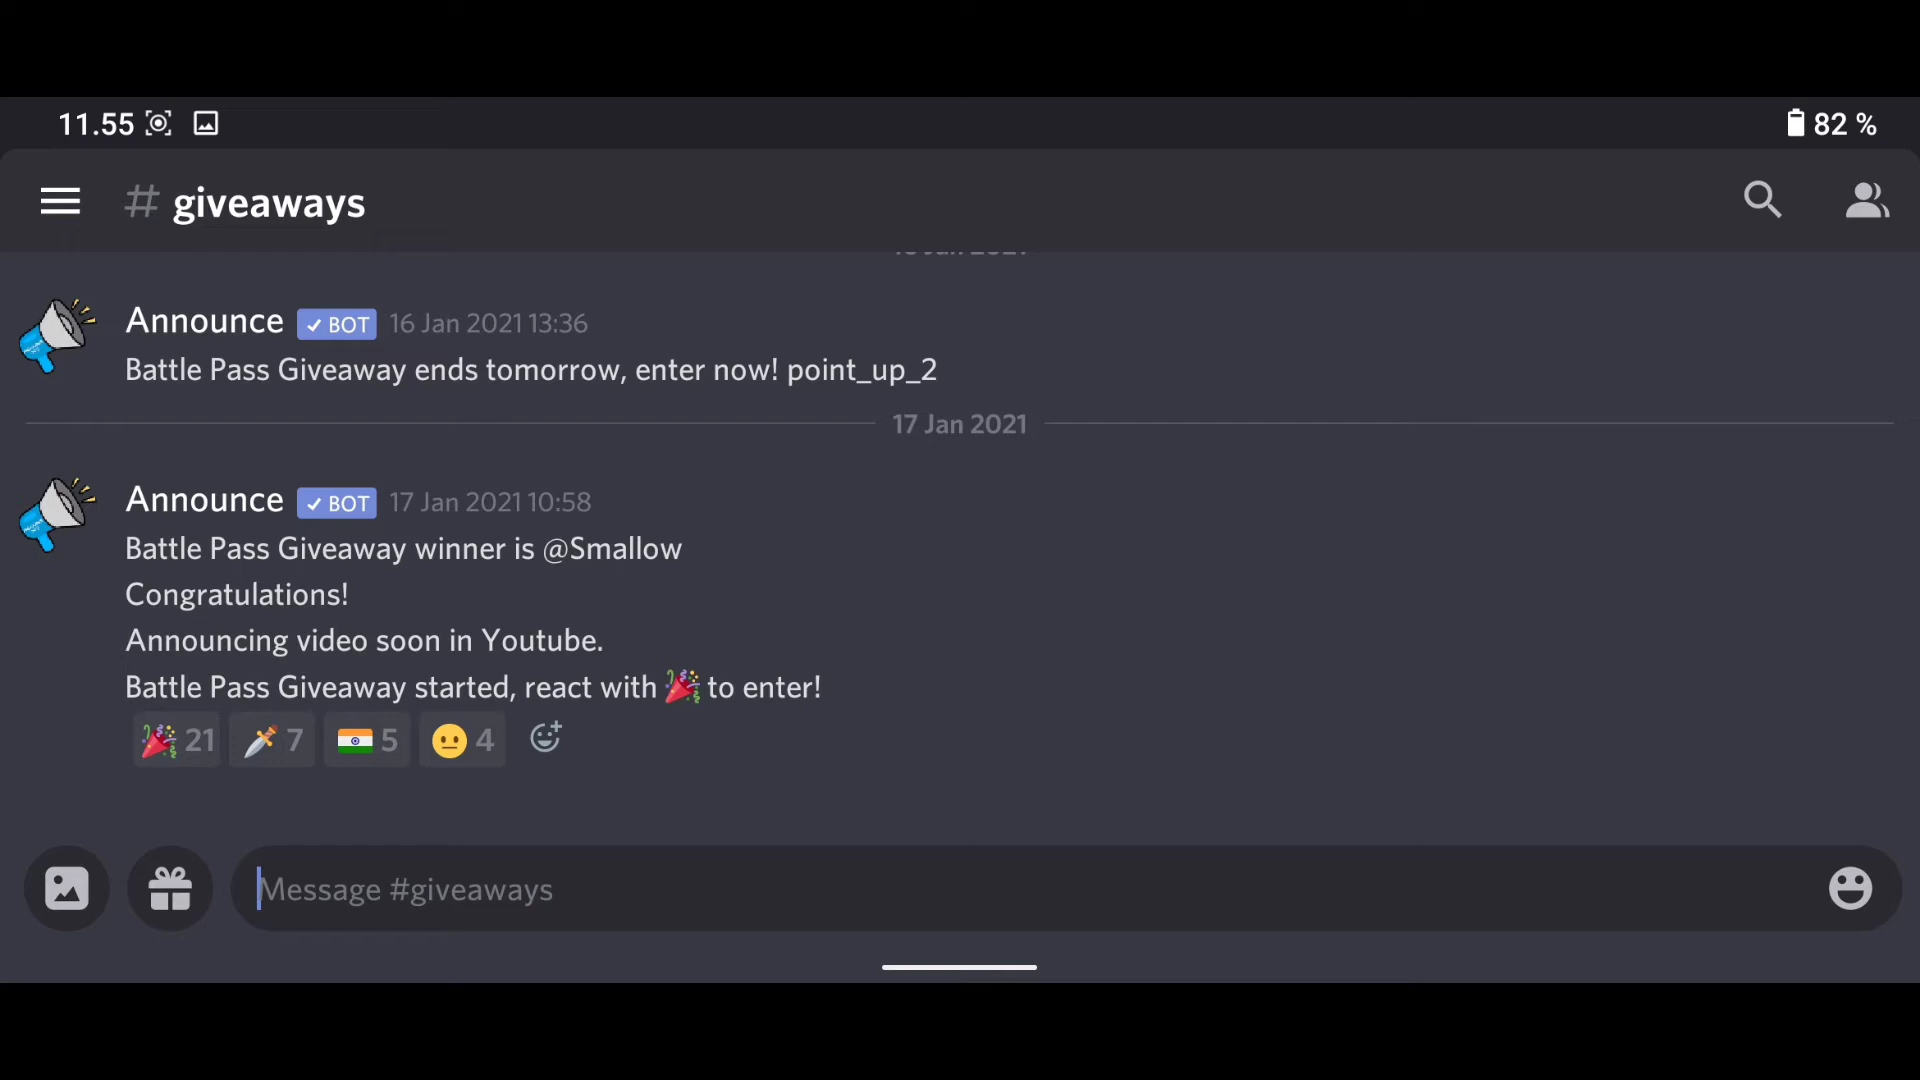 11.55 82 %
# giveaways
Announce ✓ BOT 16 Jan 2021 13:36
Battle Pass Giveaway ends tomorrow, enter now! point_up_2
17 Jan 2021
Announce ✓ BOT 17 Jan 2021 10:58
Battle Pass Giveaway winner is @Smallow
Congratulations!
Announcing video soon in Youtube.
Battle Pass Giveaway started, react with 🎉 to enter!
🎉 21 🗡️ 7 🇮🇳 5 😐 4
Message #giveaways